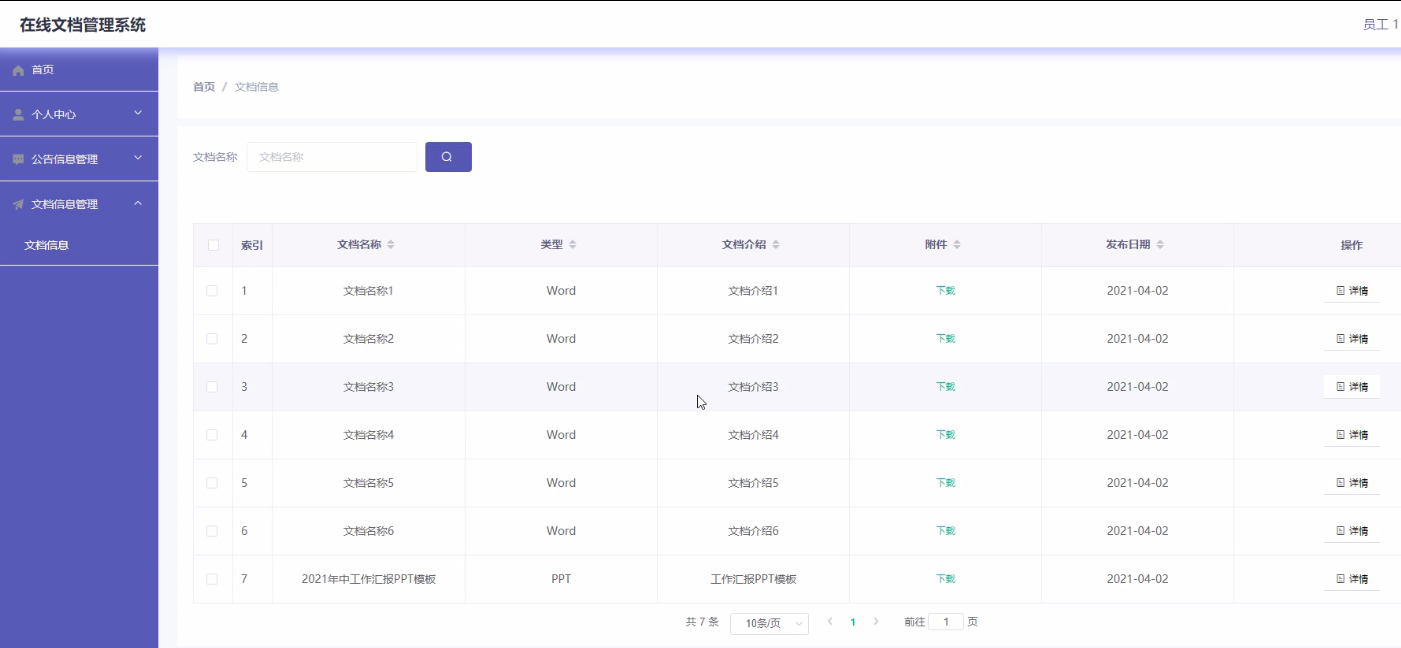 在线文档管理系统
员工 1
首页
个人中心
公告信息管理
文档信息管理
文档信息
首页 / 文档信息
文档名称 文档名称
索引 文档名称 类型 文档介绍 附件 发布日期 操作
1 文档名称1 Word 文档介绍1 下载 2021-04-02 详情
2 文档名称2 Word 文档介绍2 下载 2021-04-02 详情
3 文档名称3 Word 文档介绍3 下载 2021-04-02 详情
4 文档名称4 Word 文档介绍4 下载 2021-04-02 详情
5 文档名称5 Word 文档介绍5 下载 2021-04-02 详情
6 文档名称6 Word 文档介绍6 下载 2021-04-02 详情
7 2021年中工作汇报PPT模板 PPT 工作汇报PPT模板 下载 2021-04-02 详情
共 7 条 10条/页 1 前往 1 页